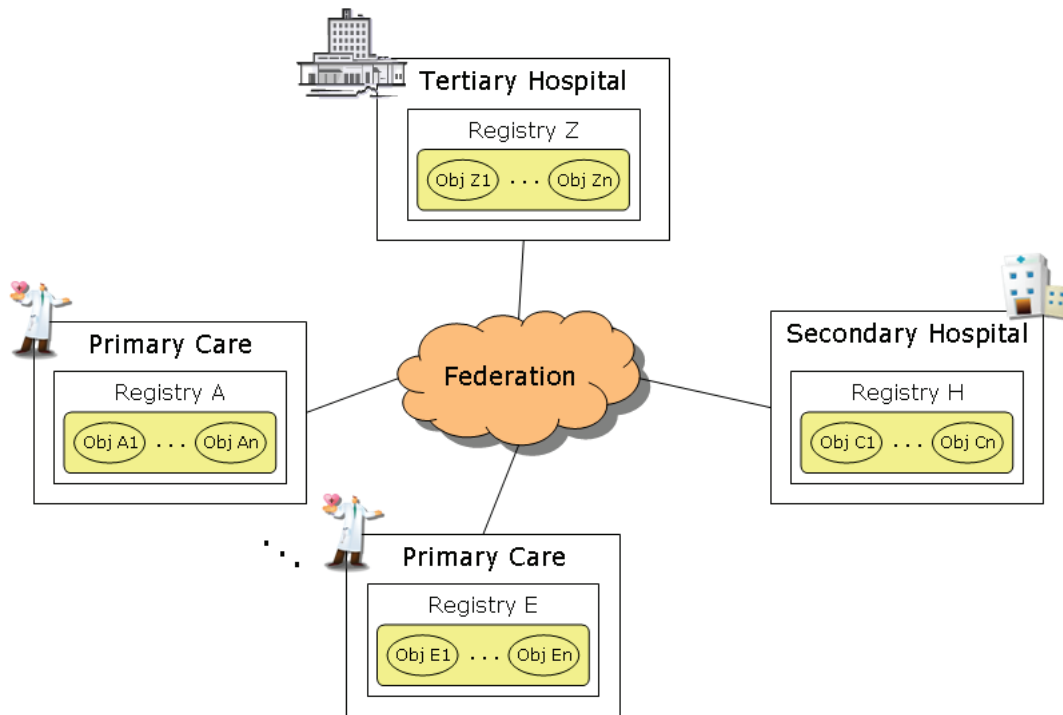 Tertiary Hospital
Registry Z
Obj Z1 ... Obj Zn
Primary Care
Registry A
Obj A1 ... Obj An
Federation
Secondary Hospital
Registry H
Obj C1 ... Obj Cn
...
Primary Care
Registry E
Obj E1 ... Obj En